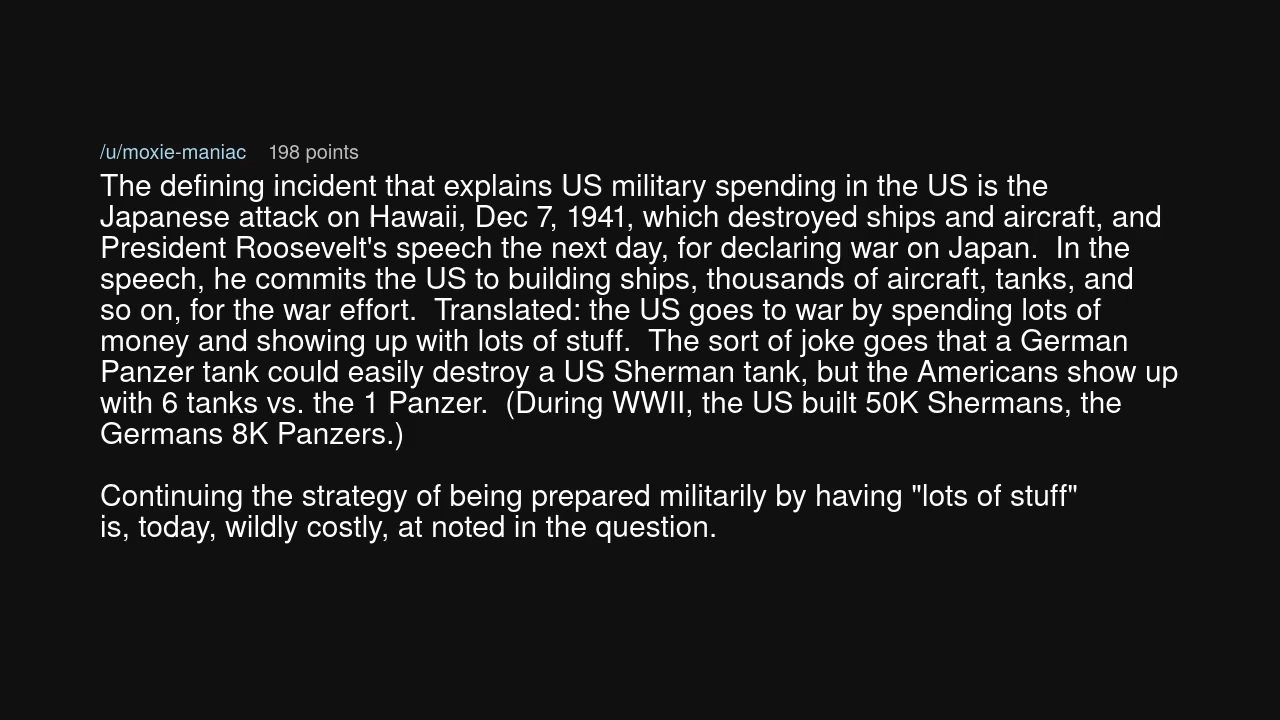 /u/moxie-maniac 198 points
The defining incident that explains US military spending in the US is the
Japanese attack on Hawaii, Dec 7, 1941, which destroyed ships and aircraft, and
President Roosevelt's speech the next day, for declaring war on Japan.  In the
speech, he commits the US to building ships, thousands of aircraft, tanks, and
so on, for the war effort.  Translated: the US goes to war by spending lots of
money and showing up with lots of stuff.  The sort of joke goes that a German
Panzer tank could easily destroy a US Sherman tank, but the Americans show up
with 6 tanks vs. the 1 Panzer.  (During WWII, the US built 50K Shermans, the
Germans 8K Panzers.)
Continuing the strategy of being prepared militarily by having "lots of stuff"
is, today, wildly costly, at noted in the question.